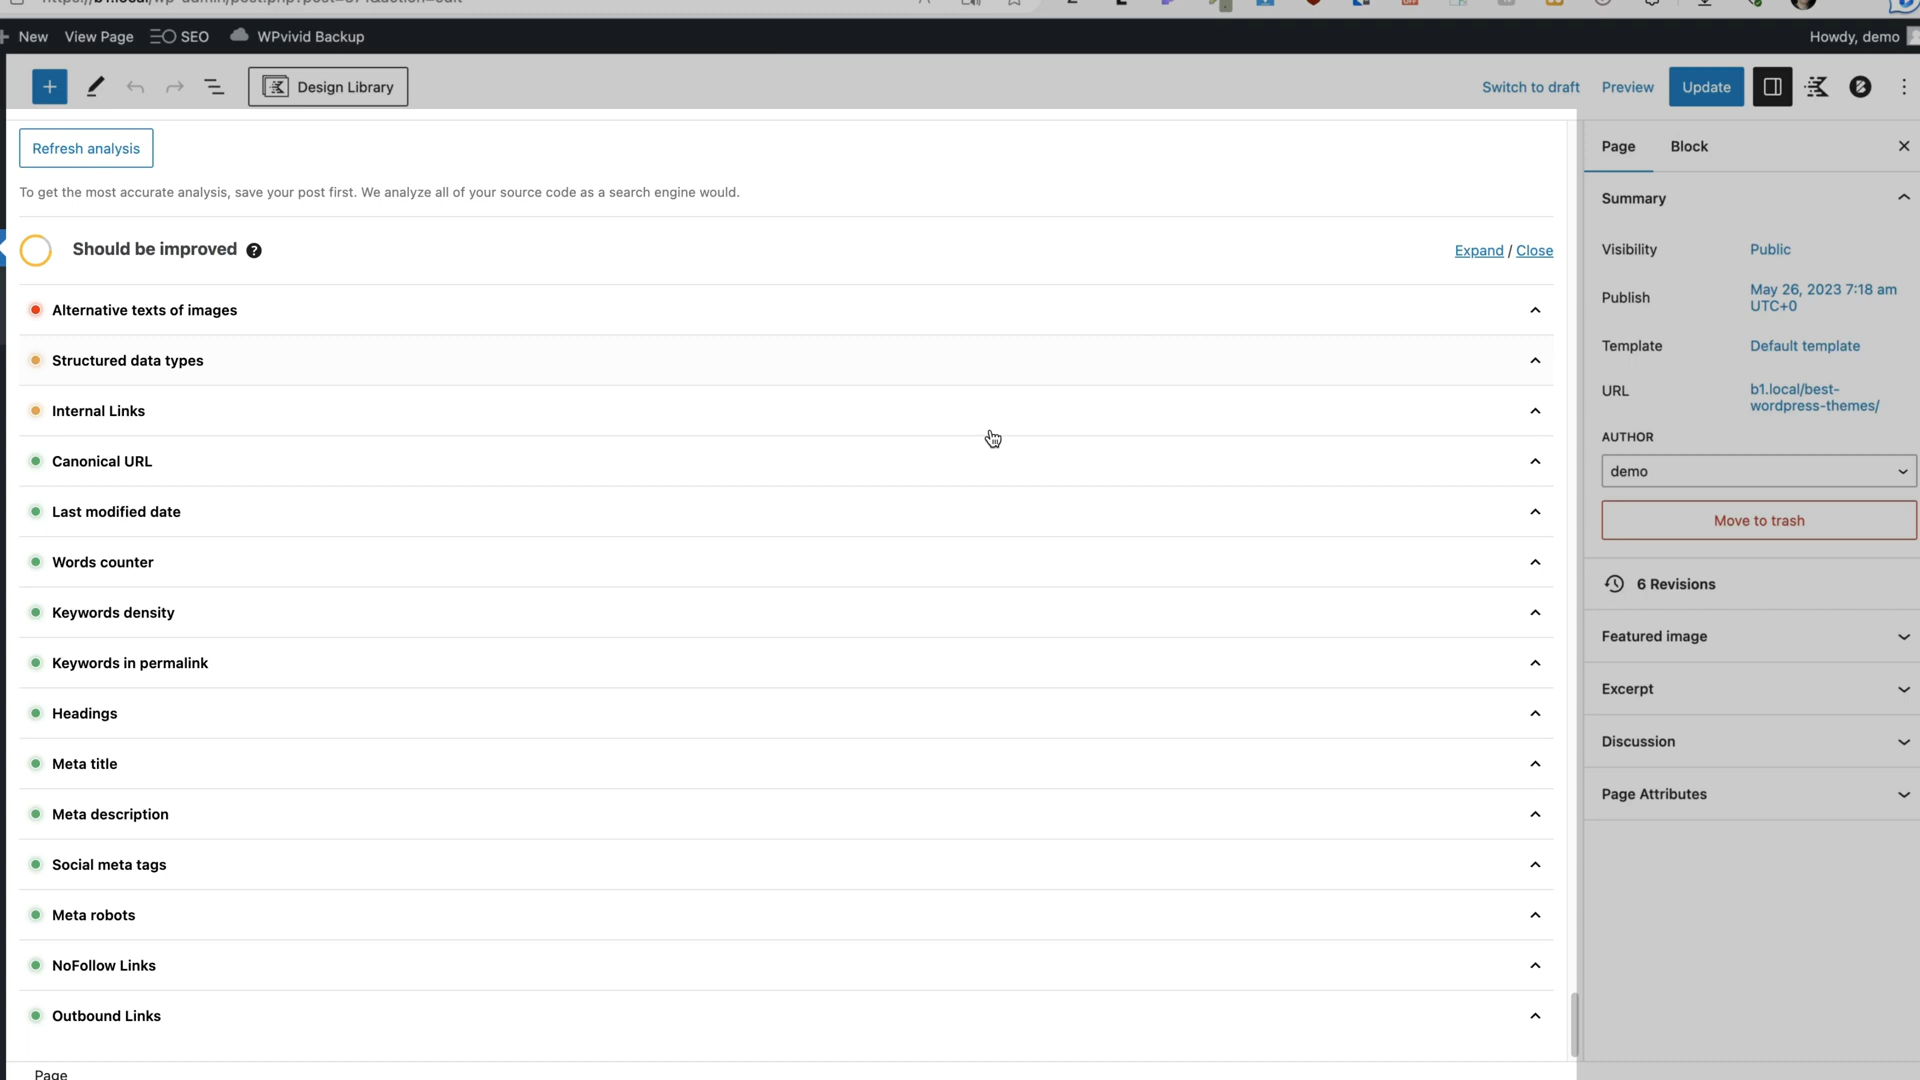 New View Page SEO WPvivid Backup Howdy, demo
Design Library Switch to draft Preview Update
Refresh analysis
To get the most accurate analysis, save your post first. We analyze all of your source code as a search engine would.
Should be improved ? Expand / Close
Alternative texts of images
Structured data types
Internal Links
Canonical URL
Last modified date
Words counter
Keywords density
Keywords in permalink
Headings
Meta title
Meta description
Social meta tags
Meta robots
NoFollow Links
Outbound Links
Page
Page Block
Summary
Visibility Public
Publish May 26, 2023 7:18 am
UTC+0
Template Default template
URL b1.local/best-
wordpress-themes/
AUTHOR
demo
Move to trash
6 Revisions
Featured image
Excerpt
Discussion
Page Attributes